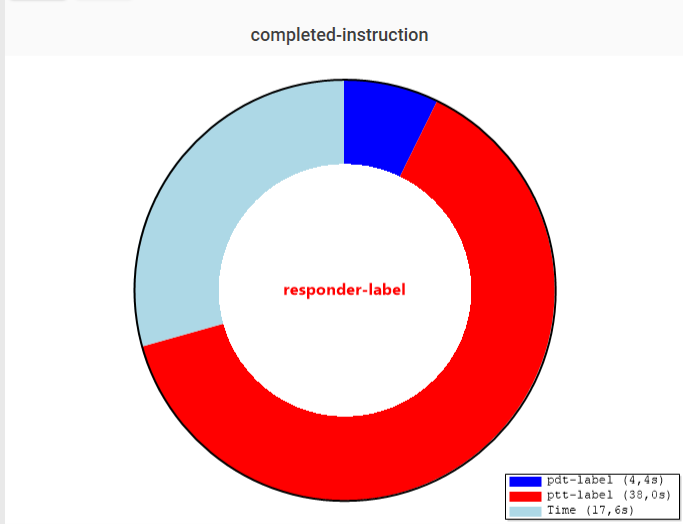 completed-instruction
responder-label
pdt-label (4,4s)
ptt-label (38,0s)
Time (17,6s)